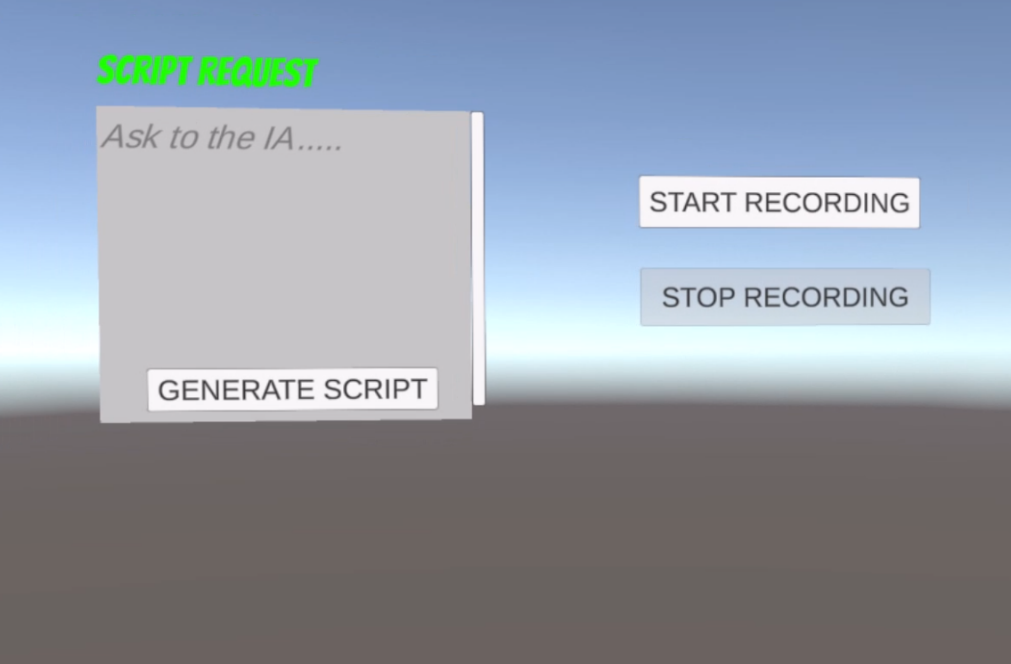 SCRIPT REQUEST
Ask to the IA.....
GENERATE SCRIPT
START RECORDING
STOP RECORDING